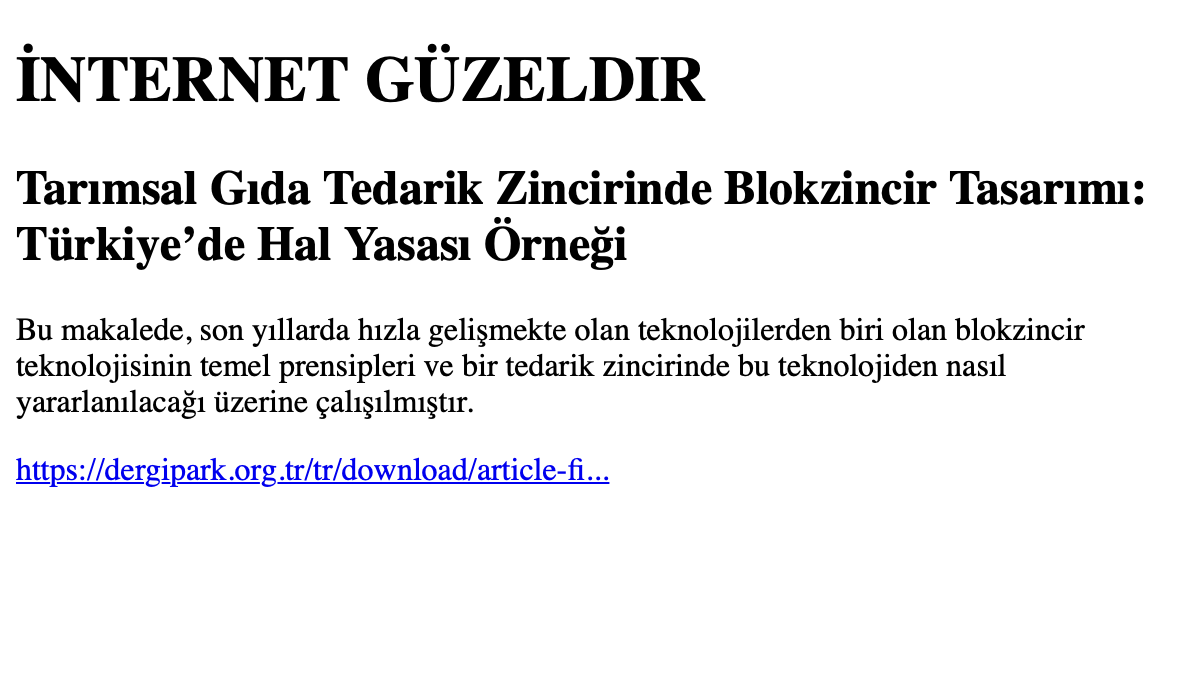 İNTERNET GÜZELDIR
Tarımsal Gıda Tedarik Zincirinde Blokzincir Tasarımı:
Türkiye’de Hal Yasası Örneği
Bu makalede, son yıllarda hızla gelişmekte olan teknolojilerden biri olan blokzincir
teknolojisinin temel prensipleri ve bir tedarik zincirinde bu teknolojiden nasıl
yararlanılacağı üzerine çalışılmıştır.
https://dergipark.org.tr/tr/download/article-fi...